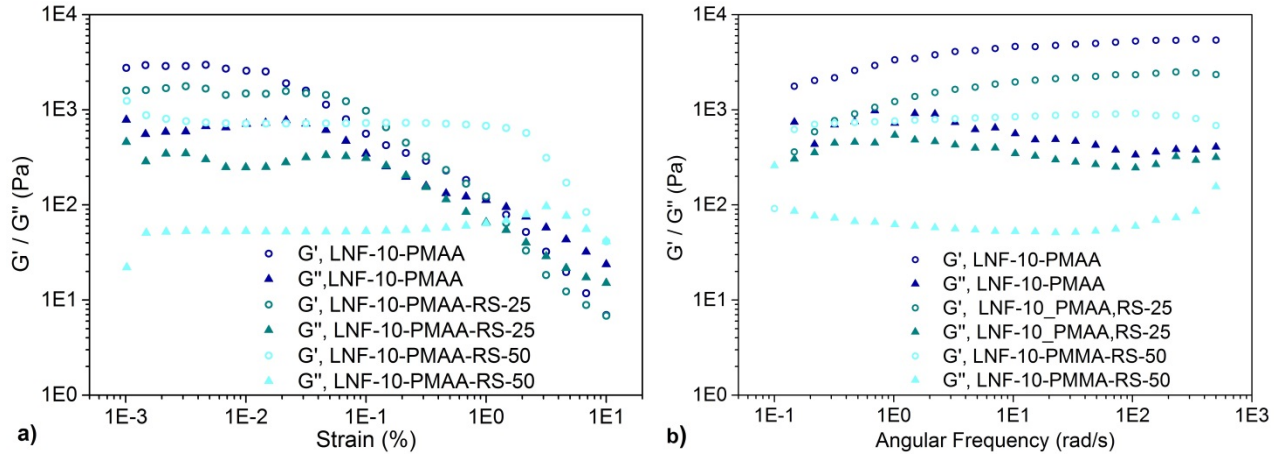 1E4
1E3
1E2
1E1
1E0
G' / G" (Pa)
G', LNF-10-PMAA
G",LNF-10-PMAA
G', LNF-10-PMAA-RS-25
G", LNF-10-PMAA-RS-25
G', LNF-10-PMAA-RS-50
G", LNF-10-PMAA-RS-50
1E-3 1E-2 1E-1 1E0 1E1
Strain (%)
a)
1E4
1E3
1E2
1E1
1E0
G' / G" (Pa)
G', LNF-10-PMAA
G", LNF-10-PMAA
G', LNF-10_PMAA,RS-25
G", LNF-10_PMAA,RS-25
G', LNF-10-PMMA-RS-50
G", LNF-10-PMMA-RS-50
1E-1 1E0 1E1 1E2 1E3
Angular Frequency (rad/s)
b)